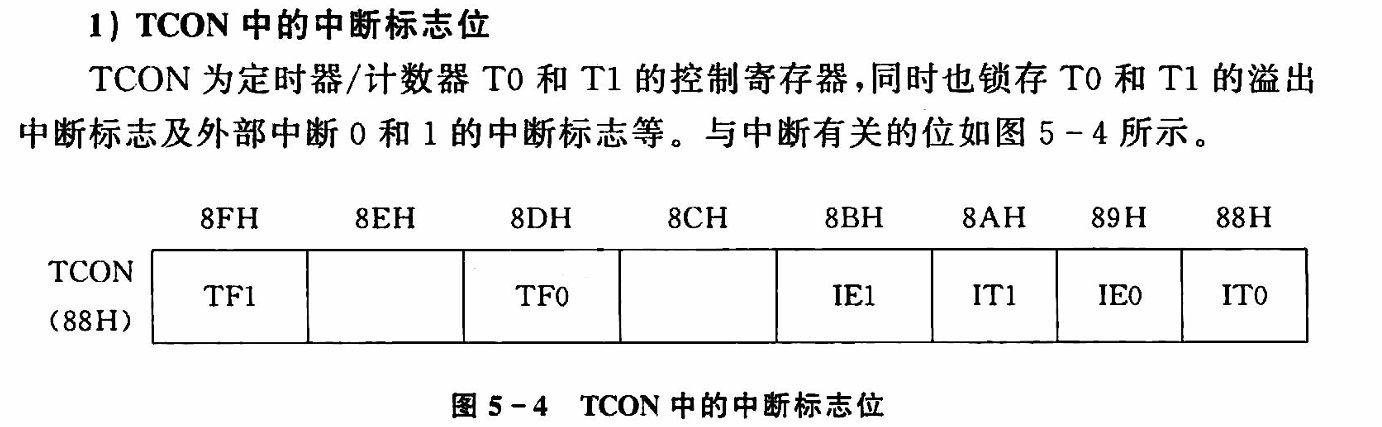 1) TCON 中的中断标志位
TCON 为定时器/计数器 T0 和 T1 的控制寄存器,同时也锁存 T0 和 T1 的溢出
中断标志及外部中断 0 和 1 的中断标志等。与中断有关的位如图 5-4 所示。
8FH 8EH 8DH 8CH 8BH 8AH 89H 88H
TCON
(88H)
TF1 TF0 IE1 IT1 IE0 IT0
图 5-4 TCON 中的中断标志位